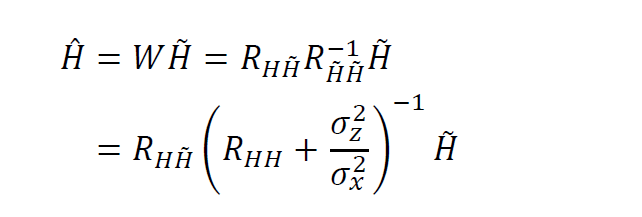 Ĥ = WH̃ = R_{HH̃} R_{H̃H̃}^{-1} H̃
= R_{HH̃} (R_{HH} + σ_z^2 / σ_x^2)^{-1} H̃